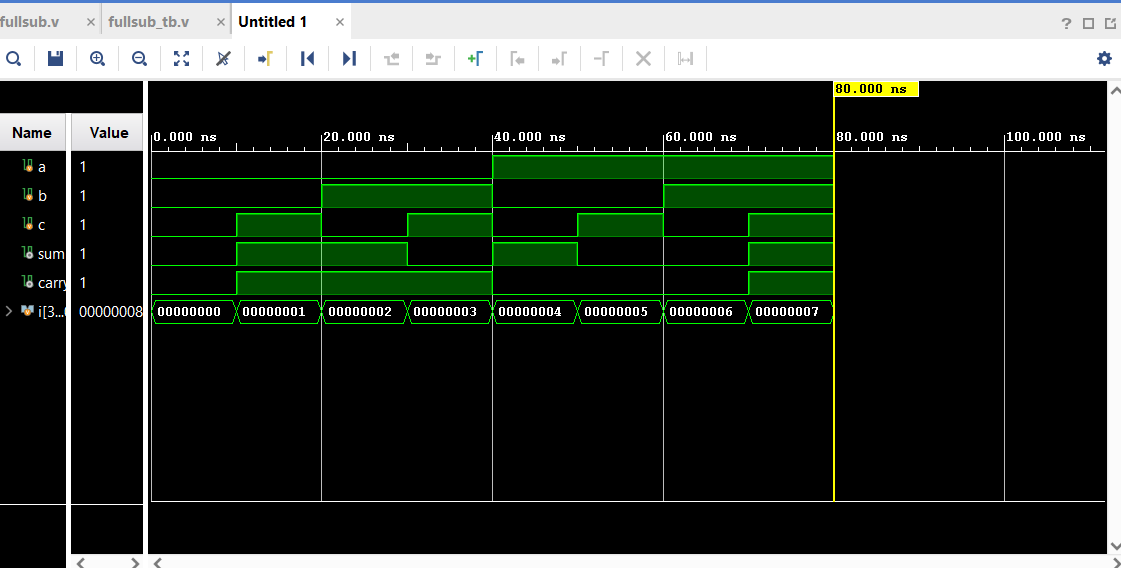 fullsub.v × fullsub_tb.v × Untitled 1 × ?
80.000 ns
Name Value 0.000 ns 20.000 ns 40.000 ns 60.000 ns 80.000 ns 100.000 ns
a 1
b 1
c 1
sum 1
carry 1
i[3... 00000008 00000000 00000001 00000002 00000003 00000004 00000005 00000006 00000007